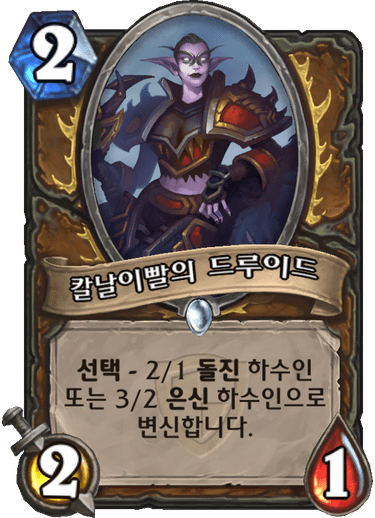 2
칼날이빨의 드루이드
선택 - 2/1 돌진 하수인
또는 3/2 은신 하수인으로
변신합니다.
2
1